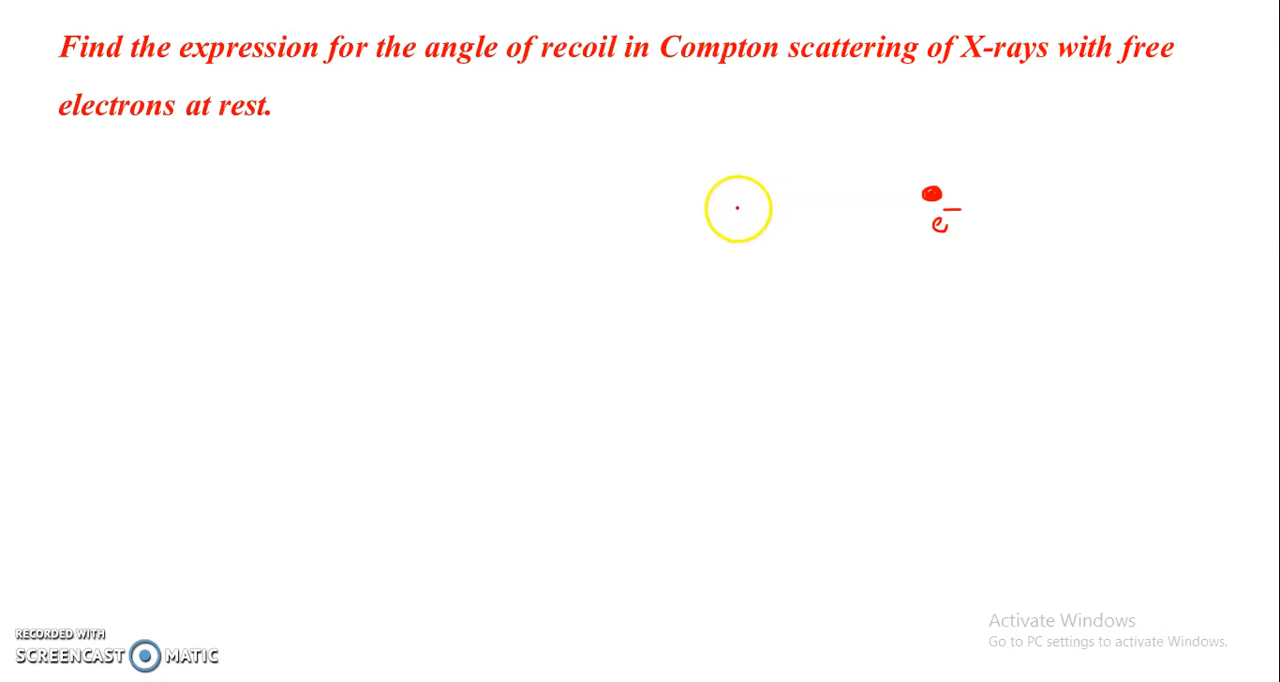 Find the expression for the angle of recoil in Compton scattering of X-rays with free
electrons at rest.
e⁻
Activate Windows
Go to PC settings to activate Windows.
RECORDED WITH
SCREENCAST MATIC